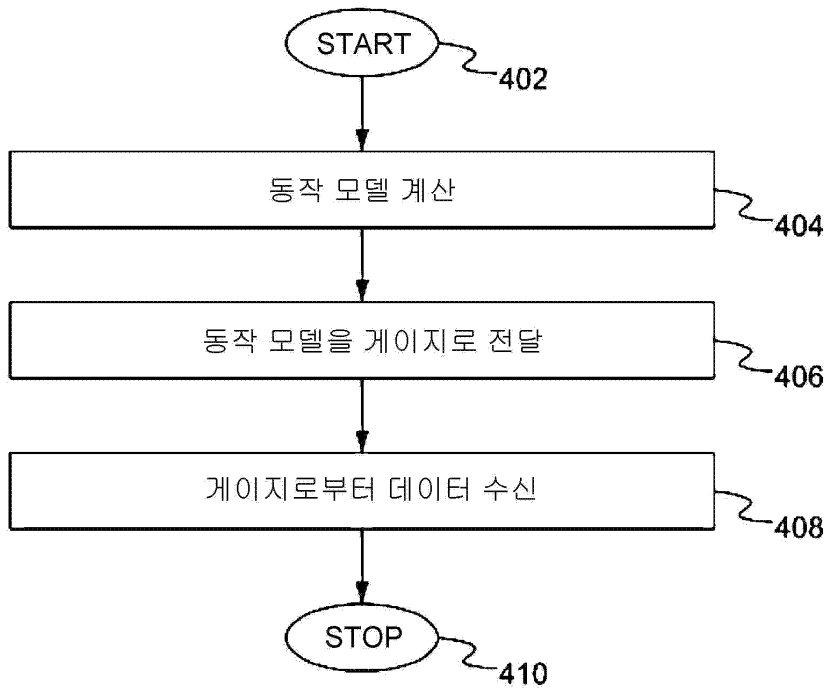 START
402
동작 모델 계산
404
동작 모델을 게이지로 전달
406
게이지로부터 데이터 수신
408
STOP
410